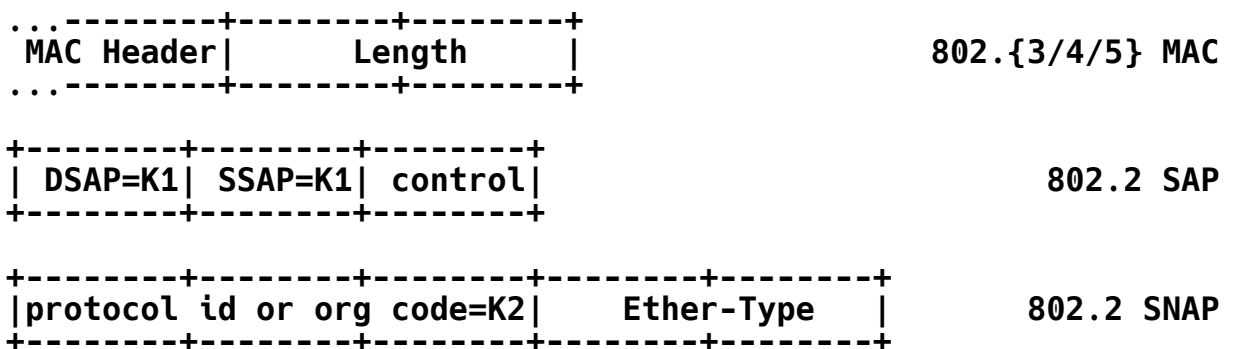 ...--------+--------+--------+
 MAC Header|      Length     |                   802.{3/4/5} MAC
...--------+--------+--------+
+--------+--------+--------+
| DSAP=K1| SSAP=K1| control|                            802.2 SAP
+--------+--------+--------+
+--------+--------+--------+--------+--------+
|protocol id or org code=K2|    Ether-Type   |       802.2 SNAP
+--------+--------+--------+--------+--------+